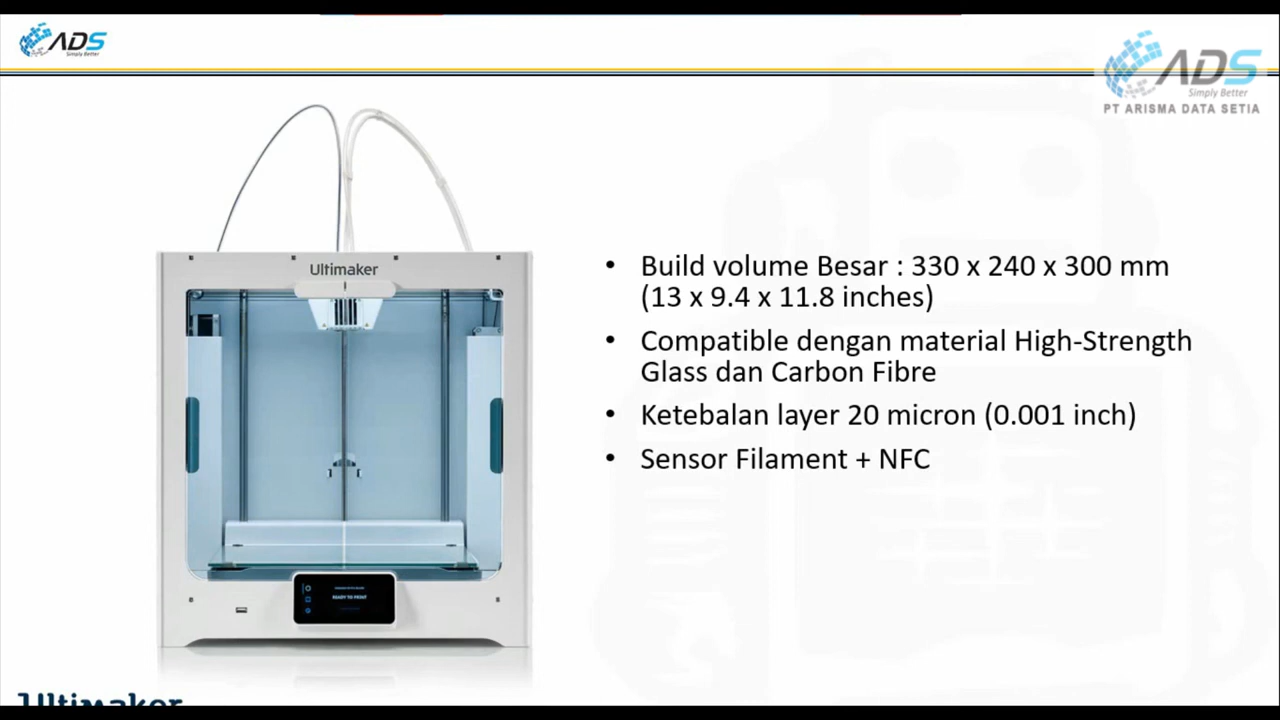 ADS
Simply Better
ADS
Simply Better
PT ARISMA DATA SETIA
Ultimaker
• Build volume Besar : 330 x 240 x 300 mm
(13 x 9.4 x 11.8 inches)
• Compatible dengan material High-Strength
Glass dan Carbon Fibre
• Ketebalan layer 20 micron (0.001 inch)
• Sensor Filament + NFC
READY TO PRINT
Ultimaker